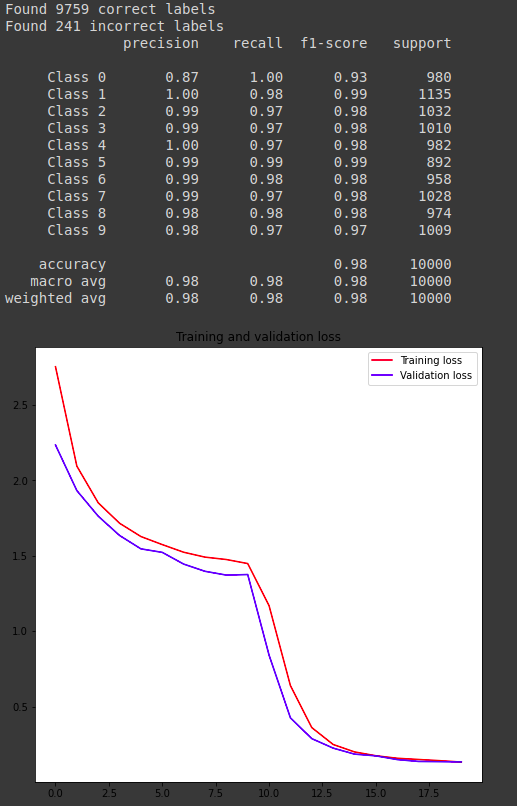 Found 9759 correct labels
Found 241 incorrect labels
precision recall f1-score support
Class 0 0.87 1.00 0.93 980
Class 1 1.00 0.98 0.99 1135
Class 2 0.99 0.97 0.98 1032
Class 3 0.99 0.97 0.98 1010
Class 4 1.00 0.97 0.98 982
Class 5 0.99 0.99 0.99 892
Class 6 0.99 0.98 0.98 958
Class 7 0.99 0.97 0.98 1028
Class 8 0.98 0.98 0.98 974
Class 9 0.98 0.97 0.97 1009
accuracy 0.98 10000
macro avg 0.98 0.98 0.98 10000
weighted avg 0.98 0.98 0.98 10000
Training and validation loss
Training loss
Validation loss
2.5
2.0
1.5
1.0
0.5
0.0 2.5 5.0 7.5 10.0 12.5 15.0 17.5